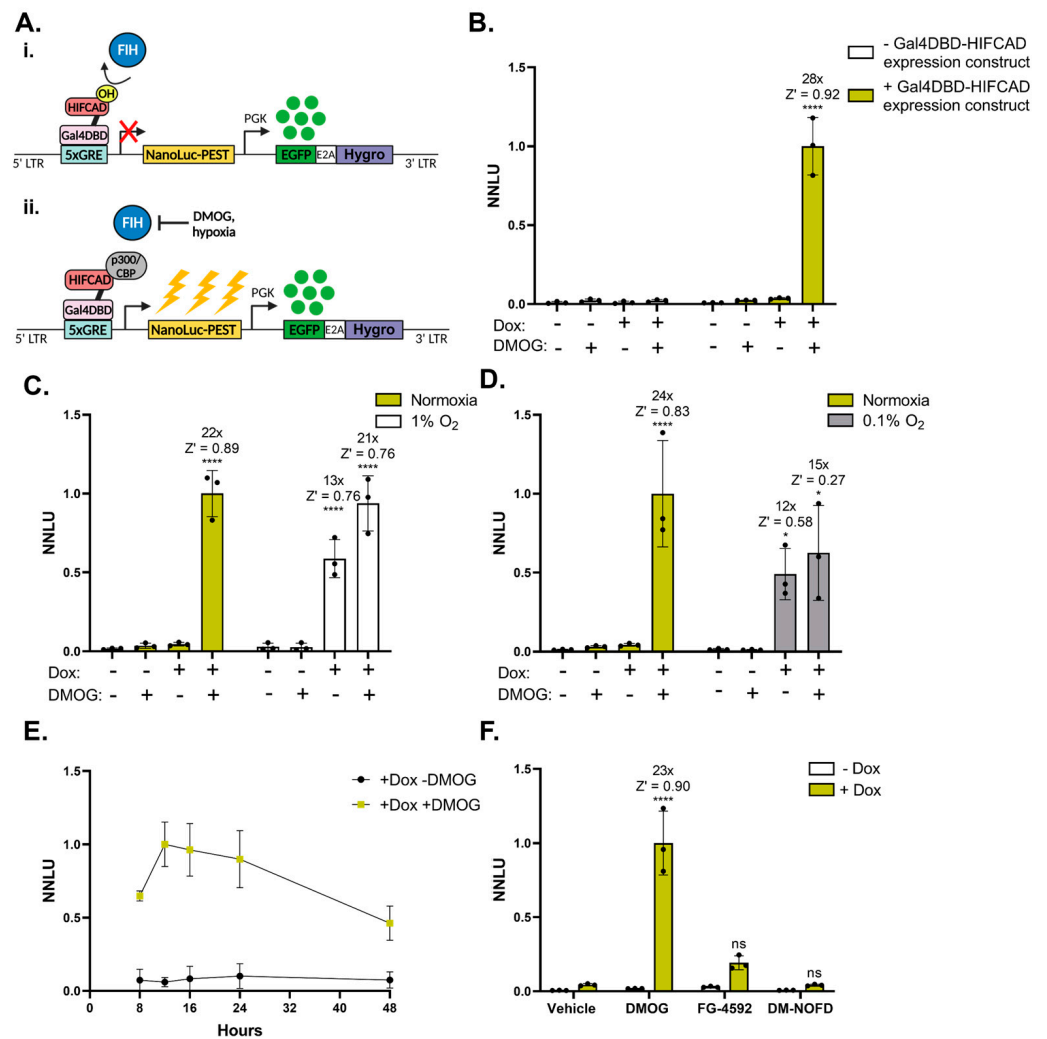 A.
i.
FIH
OH
HIFCAD
Gal4DBD
5xGRE
5' LTR
NanoLuc-PEST
PGK
EGFP
E2A
Hygro
3' LTR
ii.
FIH
DMOG,
hypoxia
p300/
CBP
HIFCAD
Gal4DBD
5xGRE
5' LTR
NanoLuc-PEST
PGK
EGFP
E2A
Hygro
3' LTR
B.
- Gal4DBD-HIFCAD
expression construct
+ Gal4DBD-HIFCAD
expression construct
28x
Z' = 0.92
****
NNLU
1.5
1.0
0.5
0.0
Dox: - - + + - - + +
DMOG: - + - + - + - +
C.
Normoxia
1% O2
22x
Z' = 0.89
****
13x
Z' = 0.76
****
21x
Z' = 0.76
****
NNLU
1.5
1.0
0.5
0.0
Dox: - - + + - - + +
DMOG: - + - + - + - +
D.
Normoxia
0.1% O2
24x
Z' = 0.83
****
12x
Z' = 0.58
*
15x
Z' = 0.27
*
NNLU
1.5
1.0
0.5
0.0
Dox: - - + + - - + +
DMOG: - + - + - + - +
E.
+Dox -DMOG
+Dox +DMOG
NNLU
1.5
1.0
0.5
0.0
0 8 16 24 32 40 48
Hours
F.
- Dox
+ Dox
23x
Z' = 0.90
****
ns
ns
NNLU
1.5
1.0
0.5
0.0
Vehicle DMOG FG-4592 DM-NOFD